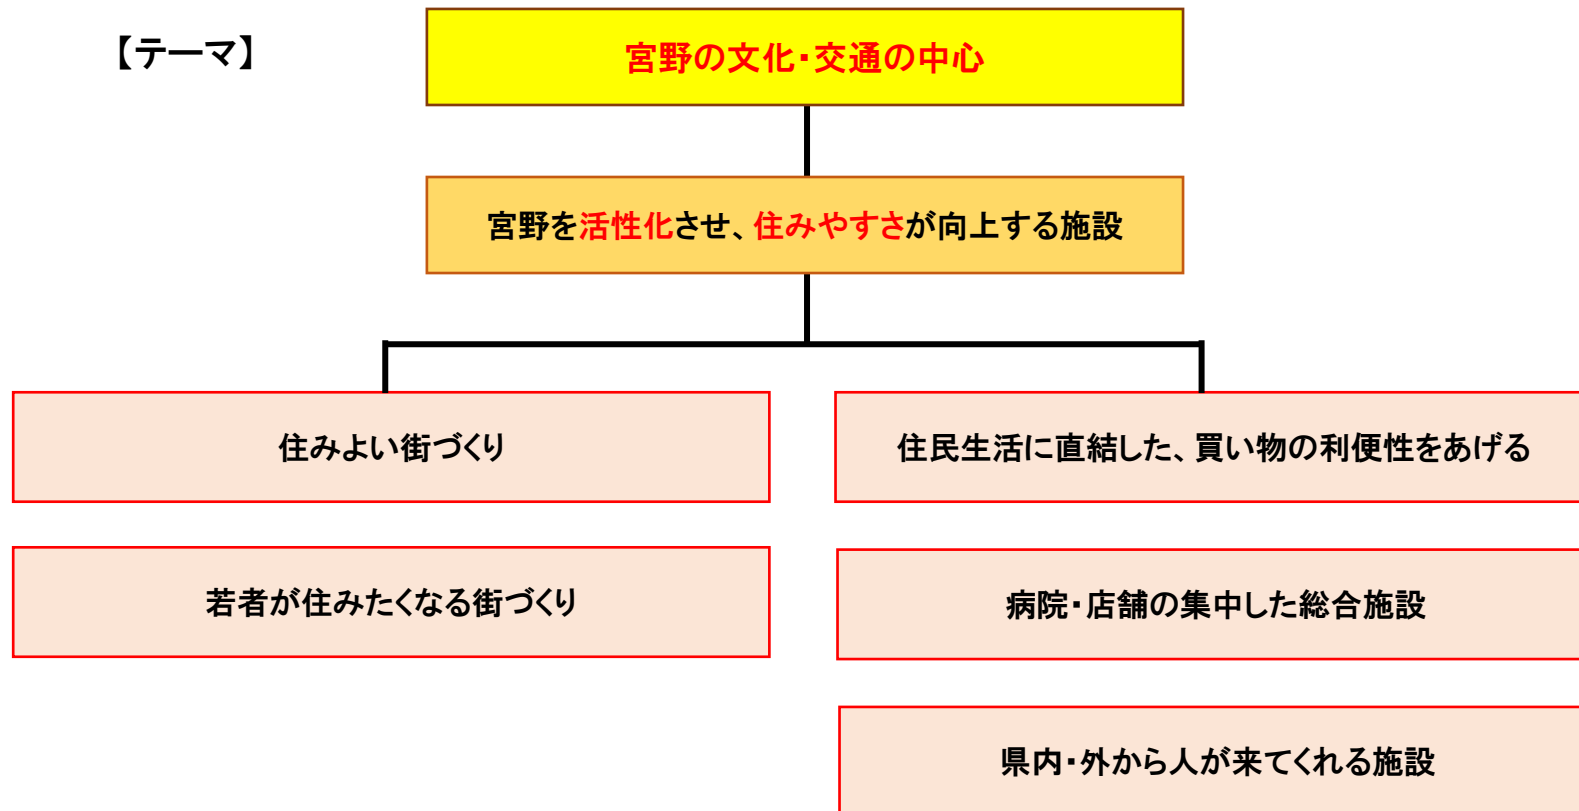 【テーマ】
宮野の文化・交通の中心
宮野を活性化させ、住みやすさが向上する施設
住みよい街づくり
住民生活に直結した、買い物の利便性をあげる
若者が住みたくなる街づくり
病院・店舗の集中した総合施設
県内・外から人が来てくれる施設